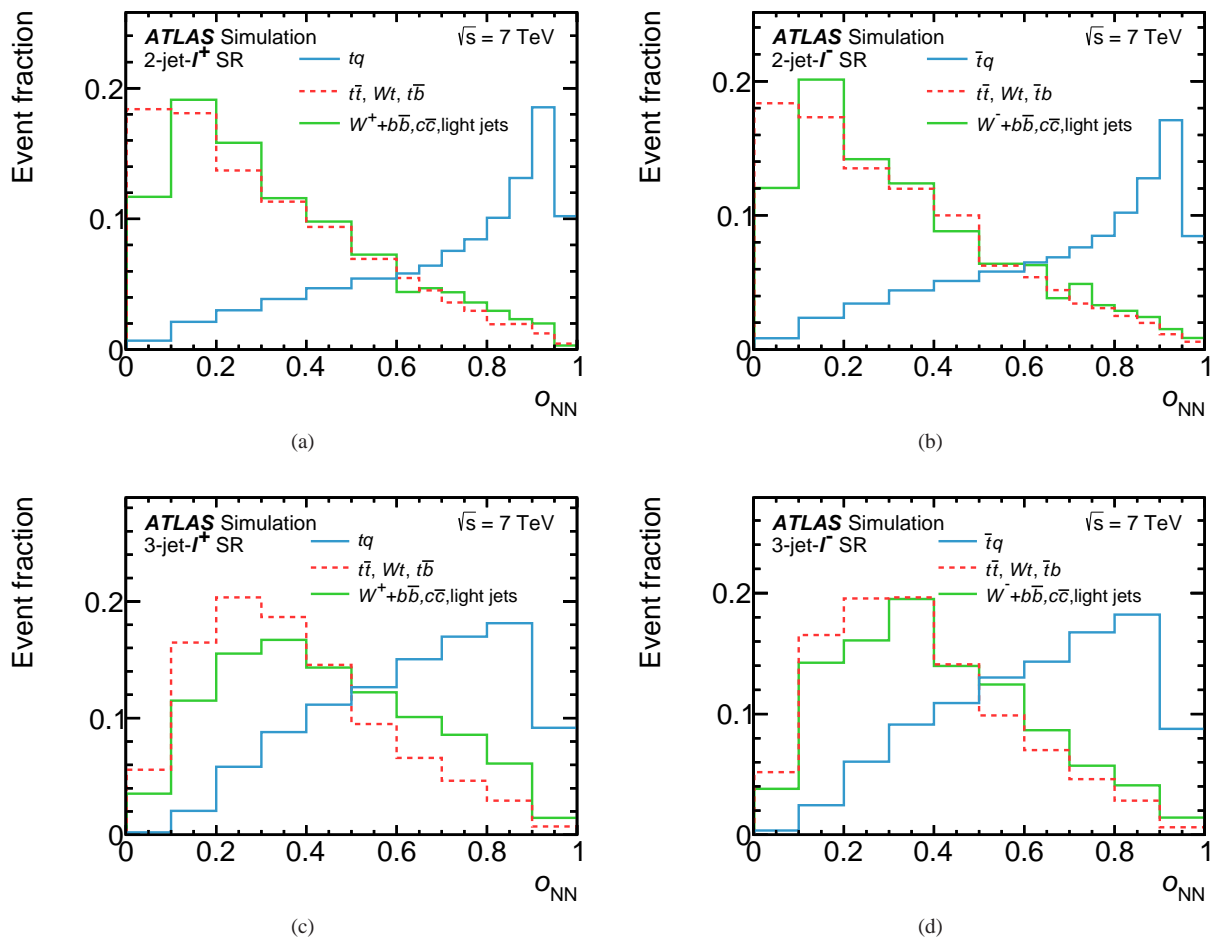 Event fraction
ATLAS Simulation
√s = 7 TeV
2-jet-l⁺ SR
tq
tt̄, Wt, tb̄
W⁺+bb̄,cc̄,light jets
0.2
0.1
0
0 0.2 0.4 0.6 0.8 1
o_NN
(a)
Event fraction
ATLAS Simulation
√s = 7 TeV
2-jet-l⁻ SR
t̄q
tt̄, Wt, t̄b
W⁻+bb̄,cc̄,light jets
0.2
0.1
0
0 0.2 0.4 0.6 0.8 1
o_NN
(b)
Event fraction
ATLAS Simulation
√s = 7 TeV
3-jet-l⁺ SR
tq
tt̄, Wt, tb̄
W⁺+bb̄,cc̄,light jets
0.2
0.1
0
0 0.2 0.4 0.6 0.8 1
o_NN
(c)
Event fraction
ATLAS Simulation
√s = 7 TeV
3-jet-l⁻ SR
t̄q
tt̄, Wt, t̄b
W⁻+bb̄,cc̄,light jets
0.2
0.1
0
0 0.2 0.4 0.6 0.8 1
o_NN
(d)